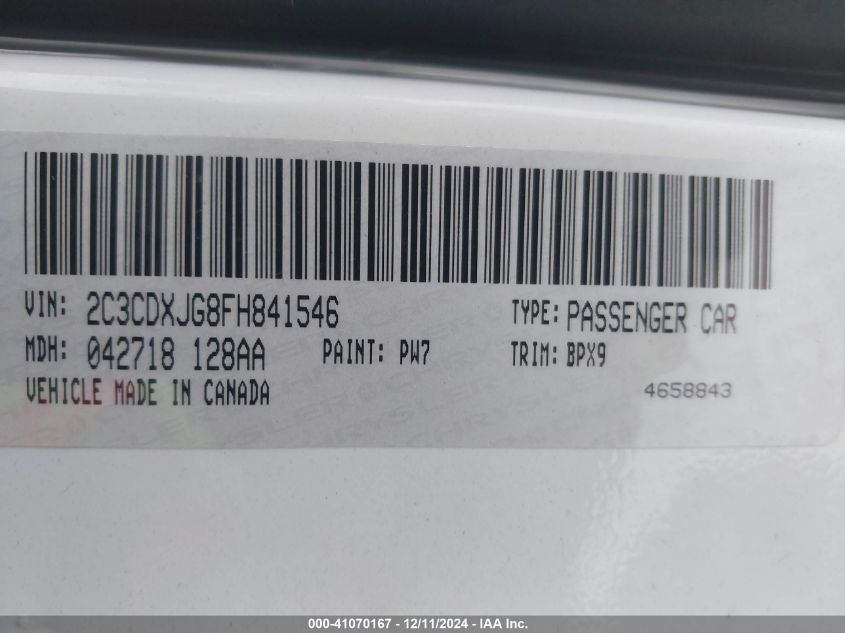 VIN: 2C3CDXJG8FH841546 TYPE: PASSENGER CAR
MDH: 042718 128AA PAINT: PW7 TRIM: BPX9
VEHICLE MADE IN CANADA 4658843
000-41070167 - 12/11/2024 - IAA Inc.